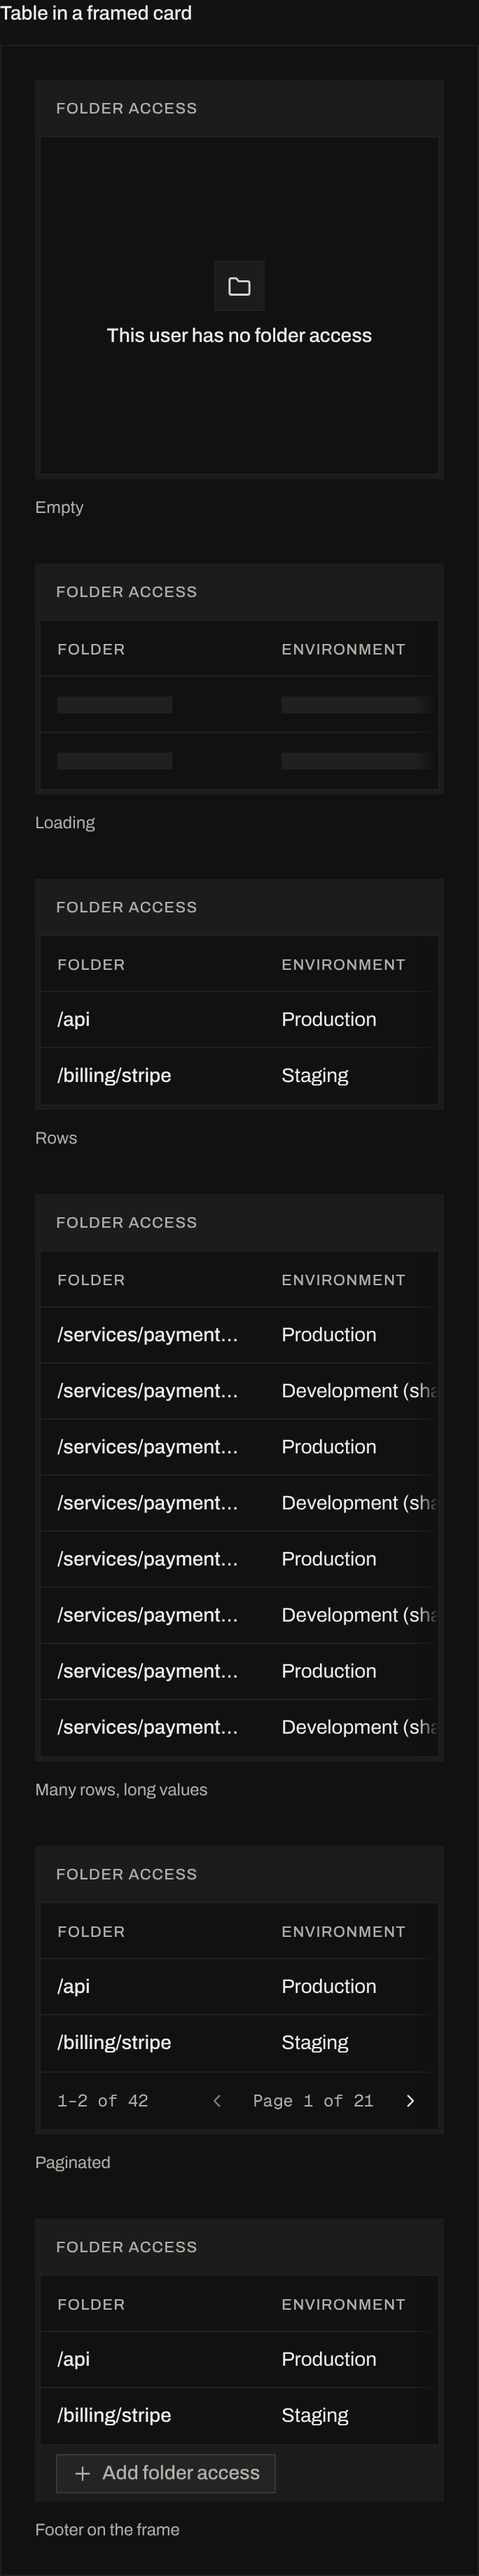 Table in a framed card
FOLDER ACCESS
This user has no folder access
Empty
FOLDER ACCESS
FOLDER ENVIRONMENT
Loading
FOLDER ACCESS
FOLDER ENVIRONMENT
/api Production
/billing/stripe Staging
Rows
FOLDER ACCESS
FOLDER ENVIRONMENT
/services/payment... Production
/services/payment... Development (sha
/services/payment... Production
/services/payment... Development (sha
/services/payment... Production
/services/payment... Development (sha
/services/payment... Production
/services/payment... Development (sha
Many rows, long values
FOLDER ACCESS
FOLDER ENVIRONMENT
/api Production
/billing/stripe Staging
1–2 of 42 Page 1 of 21
Paginated
FOLDER ACCESS
FOLDER ENVIRONMENT
/api Production
/billing/stripe Staging
Add folder access
Footer on the frame